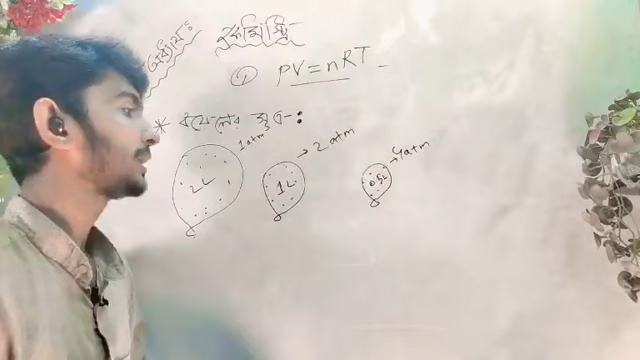 অধ্যায়:
① PV = nRT
* বয়েলের সূত্র-:
1 atm → 2 atm → 4 atm
2L 1L 0.5L